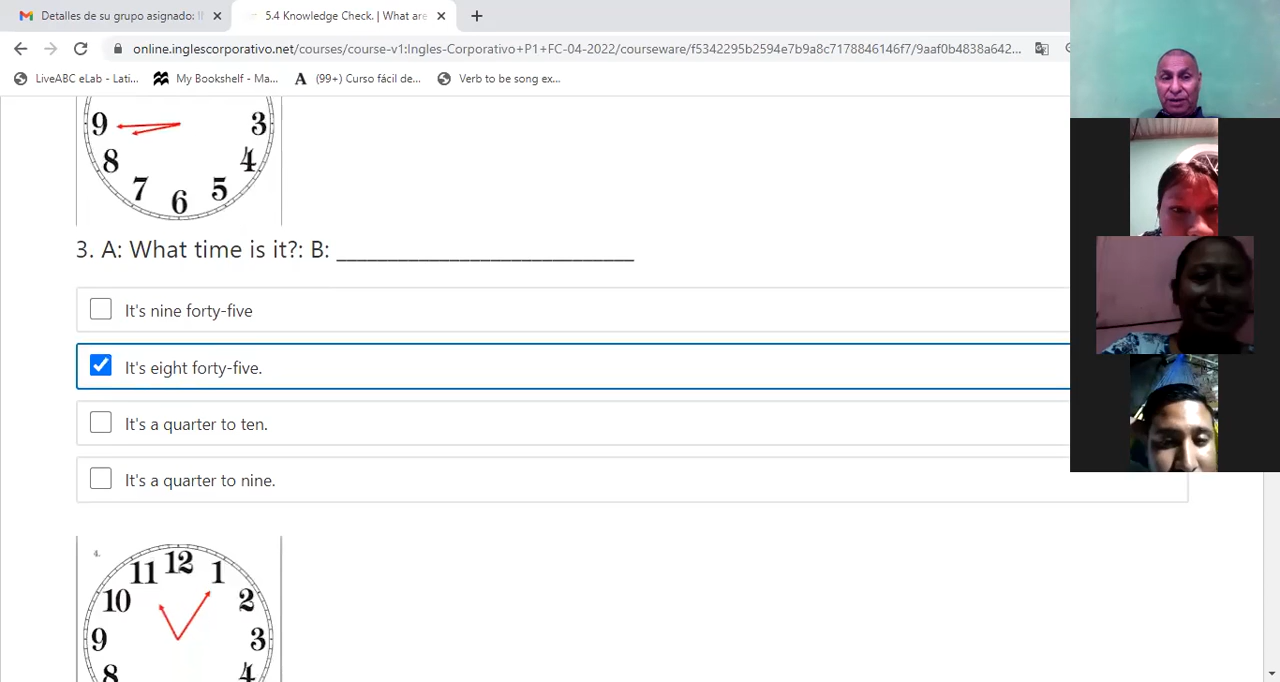 Detalles de su grupo asignado: II
5.4 Knowledge Check. | What are
online.inglescorporativo.net/courses/course-v1:Ingles-Corporativo+P1+FC-04-2022/courseware/f5342295b2594e7b9a8c7178846146f7/9aaf0b4838a642...
LiveABC eLab - Lati... My Bookshelf - Ma... A (99+) Curso fácil de... Verb to be song ex...
9 3
8 4
7 6 5
3. A: What time is it?: B: ____________________________
It's nine forty-five
It's eight forty-five.
It's a quarter to ten.
It's a quarter to nine.
4.
11 12 1
10 2
9 3
8 4